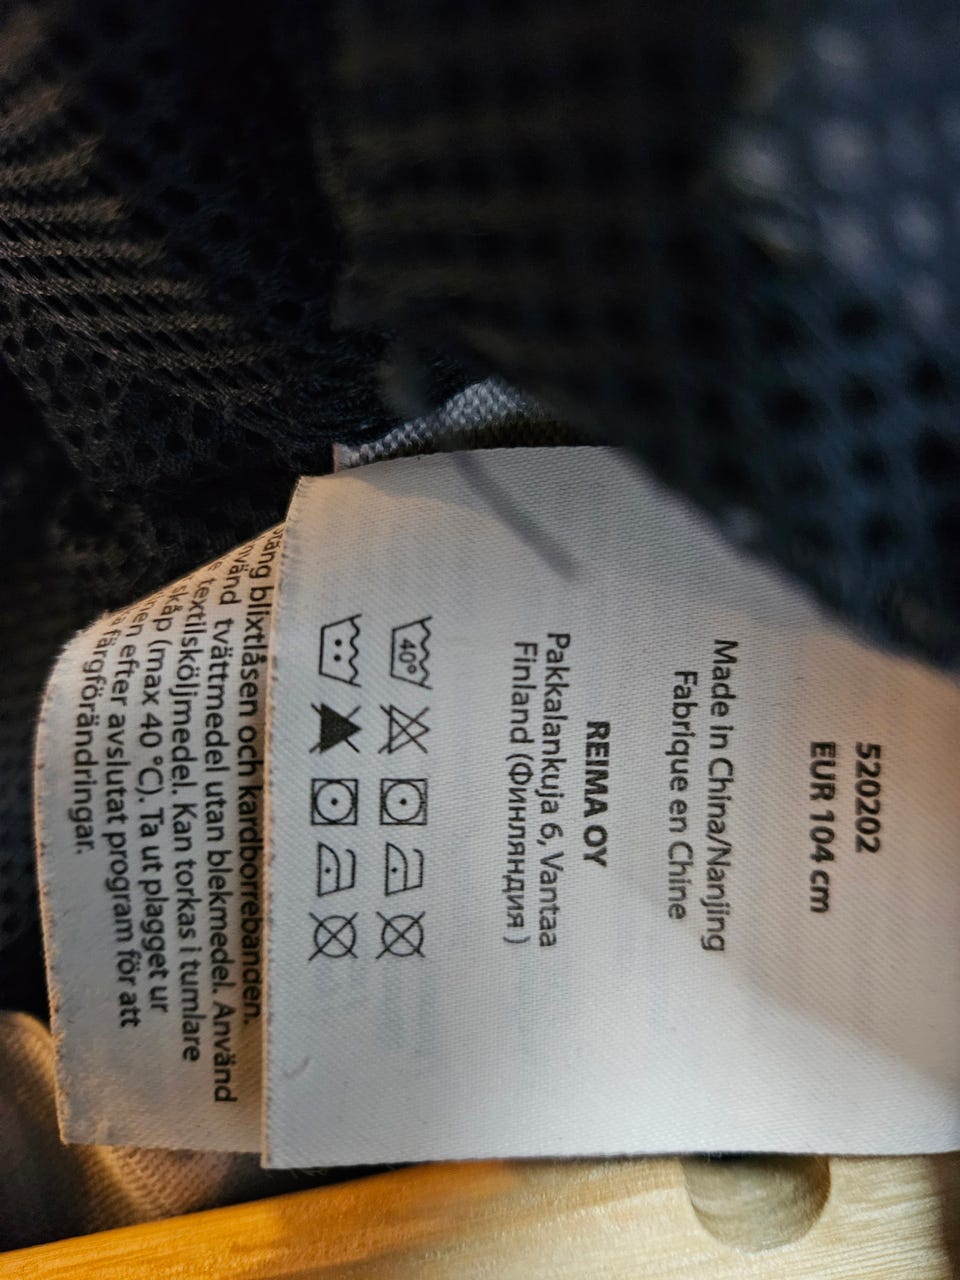 520202
EUR 104 cm
Made in China/Nanjing
Fabrique en Chine
REIMA OY
Pakkalankuja 6, Vantaa
Finland (Финляндия )
40°
blixtlåsen och kardborrebanden.
tvättmedel utan blekmedel. Använd
textilsköljmedel. Kan torkas i tumlare
(max 40 °C). Ta ut plagget ur
efter avslutat program för att
färgförändringar.